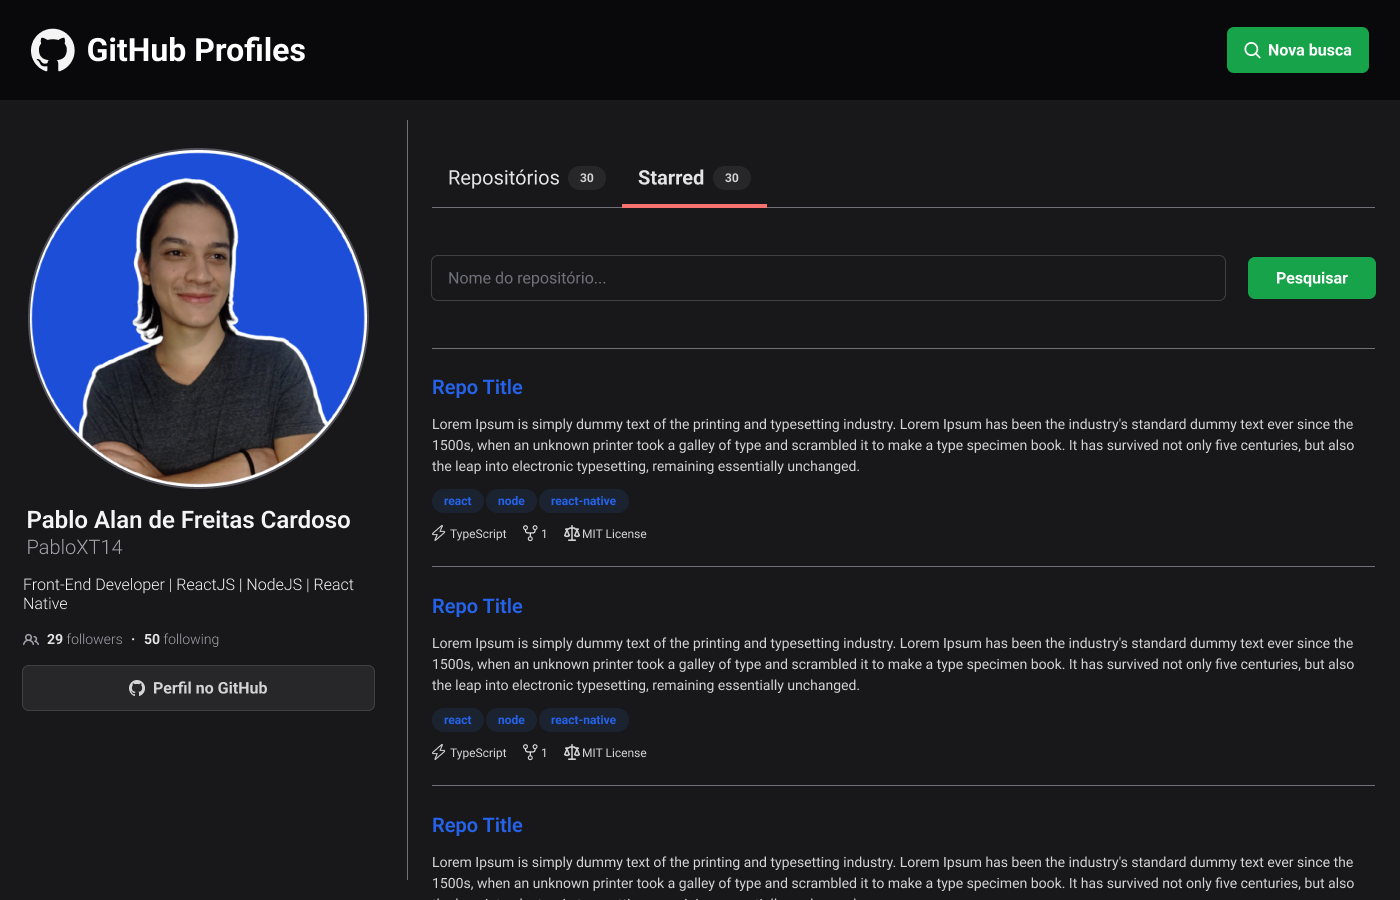 GitHub Profiles
Nova busca
Repositórios 30 Starred 30
Nome do repositório...
Pesquisar
Pablo Alan de Freitas Cardoso
PabloXT14
Front-End Developer | ReactJS | NodeJS | React
Native
29 followers · 50 following
Perfil no GitHub
Repo Title
Lorem Ipsum is simply dummy text of the printing and typesetting industry. Lorem Ipsum has been the industry's standard dummy text ever since the
1500s, when an unknown printer took a galley of type and scrambled it to make a type specimen book. It has survived not only five centuries, but also
the leap into electronic typesetting, remaining essentially unchanged.
react node react-native
TypeScript 1 MIT License
Repo Title
Lorem Ipsum is simply dummy text of the printing and typesetting industry. Lorem Ipsum has been the industry's standard dummy text ever since the
1500s, when an unknown printer took a galley of type and scrambled it to make a type specimen book. It has survived not only five centuries, but also
the leap into electronic typesetting, remaining essentially unchanged.
react node react-native
TypeScript 1 MIT License
Repo Title
Lorem Ipsum is simply dummy text of the printing and typesetting industry. Lorem Ipsum has been the industry's standard dummy text ever since the
1500s, when an unknown printer took a galley of type and scrambled it to make a type specimen book. It has survived not only five centuries, but also